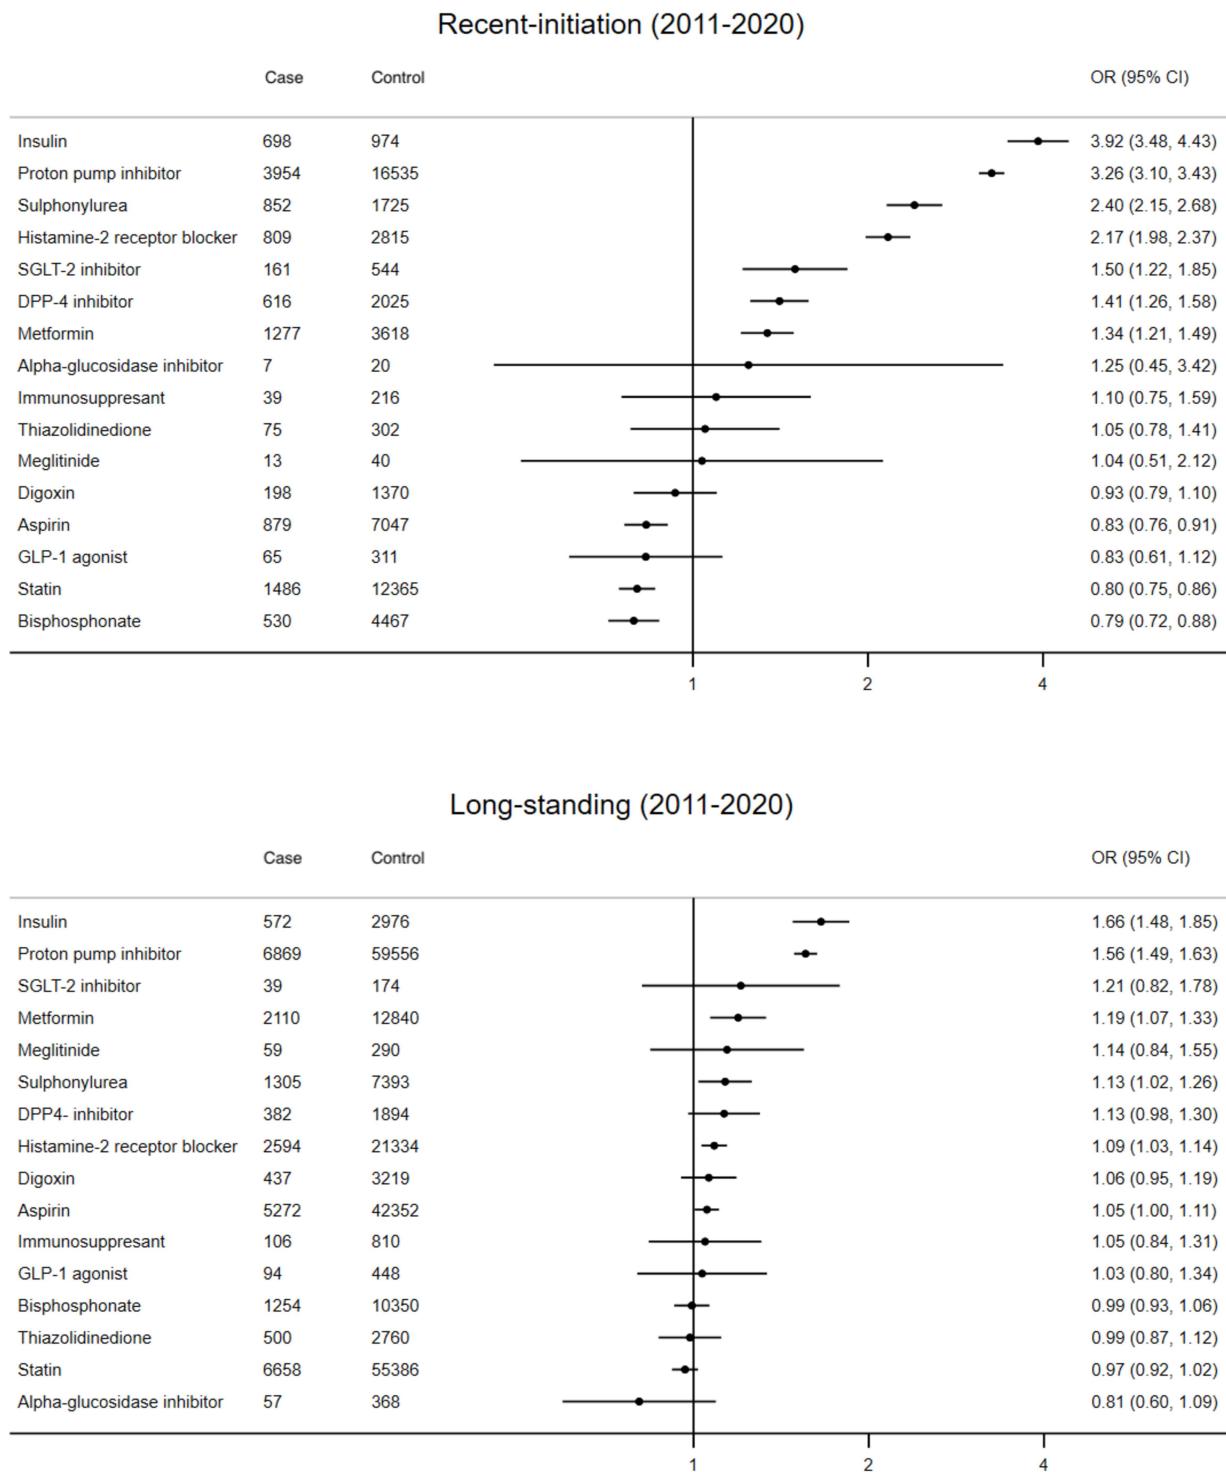 Recent-initiation (2011-2020)
Case Control OR (95% CI)
Insulin 698 974 3.92 (3.48, 4.43)
Proton pump inhibitor 3954 16535 3.26 (3.10, 3.43)
Sulphonylurea 852 1725 2.40 (2.15, 2.68)
Histamine-2 receptor blocker 809 2815 2.17 (1.98, 2.37)
SGLT-2 inhibitor 161 544 1.50 (1.22, 1.85)
DPP-4 inhibitor 616 2025 1.41 (1.26, 1.58)
Metformin 1277 3618 1.34 (1.21, 1.49)
Alpha-glucosidase inhibitor 7 20 1.25 (0.45, 3.42)
Immunosuppresant 39 216 1.10 (0.75, 1.59)
Thiazolidinedione 75 302 1.05 (0.78, 1.41)
Meglitinide 13 40 1.04 (0.51, 2.12)
Digoxin 198 1370 0.93 (0.79, 1.10)
Aspirin 879 7047 0.83 (0.76, 0.91)
GLP-1 agonist 65 311 0.83 (0.61, 1.12)
Statin 1486 12365 0.80 (0.75, 0.86)
Bisphosphonate 530 4467 0.79 (0.72, 0.88)
1 2 4
Long-standing (2011-2020)
Case Control OR (95% CI)
Insulin 572 2976 1.66 (1.48, 1.85)
Proton pump inhibitor 6869 59556 1.56 (1.49, 1.63)
SGLT-2 inhibitor 39 174 1.21 (0.82, 1.78)
Metformin 2110 12840 1.19 (1.07, 1.33)
Meglitinide 59 290 1.14 (0.84, 1.55)
Sulphonylurea 1305 7393 1.13 (1.02, 1.26)
DPP4- inhibitor 382 1894 1.13 (0.98, 1.30)
Histamine-2 receptor blocker 2594 21334 1.09 (1.03, 1.14)
Digoxin 437 3219 1.06 (0.95, 1.19)
Aspirin 5272 42352 1.05 (1.00, 1.11)
Immunosuppresant 106 810 1.05 (0.84, 1.31)
GLP-1 agonist 94 448 1.03 (0.80, 1.34)
Bisphosphonate 1254 10350 0.99 (0.93, 1.06)
Thiazolidinedione 500 2760 0.99 (0.87, 1.12)
Statin 6658 55386 0.97 (0.92, 1.02)
Alpha-glucosidase inhibitor 57 368 0.81 (0.60, 1.09)
1 2 4